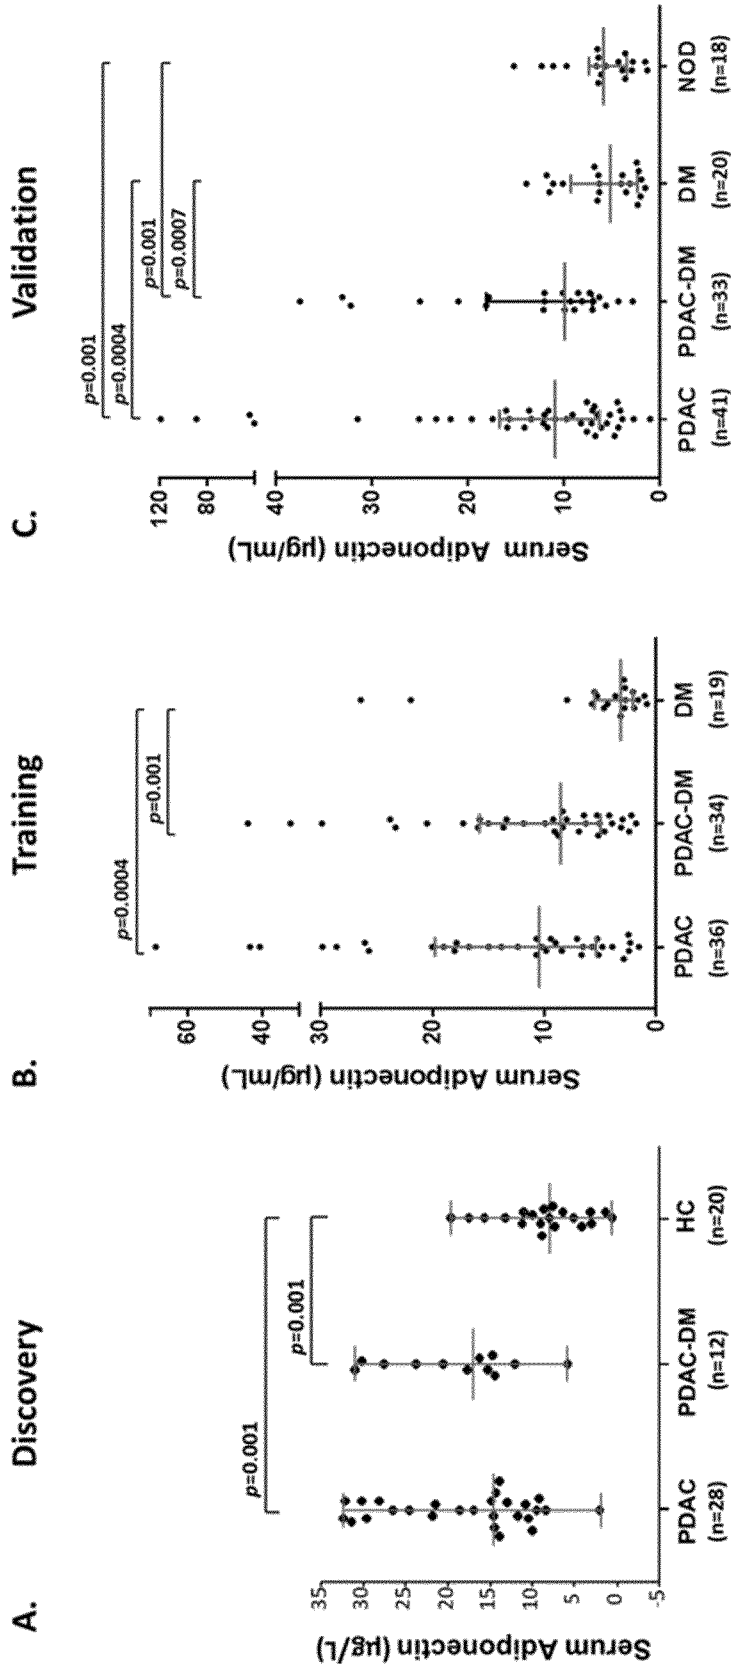 A. Discovery
Serum Adiponectin (µg/L)
35
30
25
20
15
10
5
0
-5
p=0.001
p=0.001
PDAC PDAC-DM HC
(n=28) (n=12) (n=20)
B. Training
Serum Adiponectin (µg/mL)
60
40
30
20
10
0
p=0.0004
p=0.001
PDAC PDAC-DM DM
(n=36) (n=34) (n=19)
C. Validation
Serum Adiponectin (µg/mL)
120
80
40
30
20
10
0
p=0.001
p=0.0004
p=0.001
p=0.0007
PDAC PDAC-DM DM NOD
(n=41) (n=33) (n=20) (n=18)